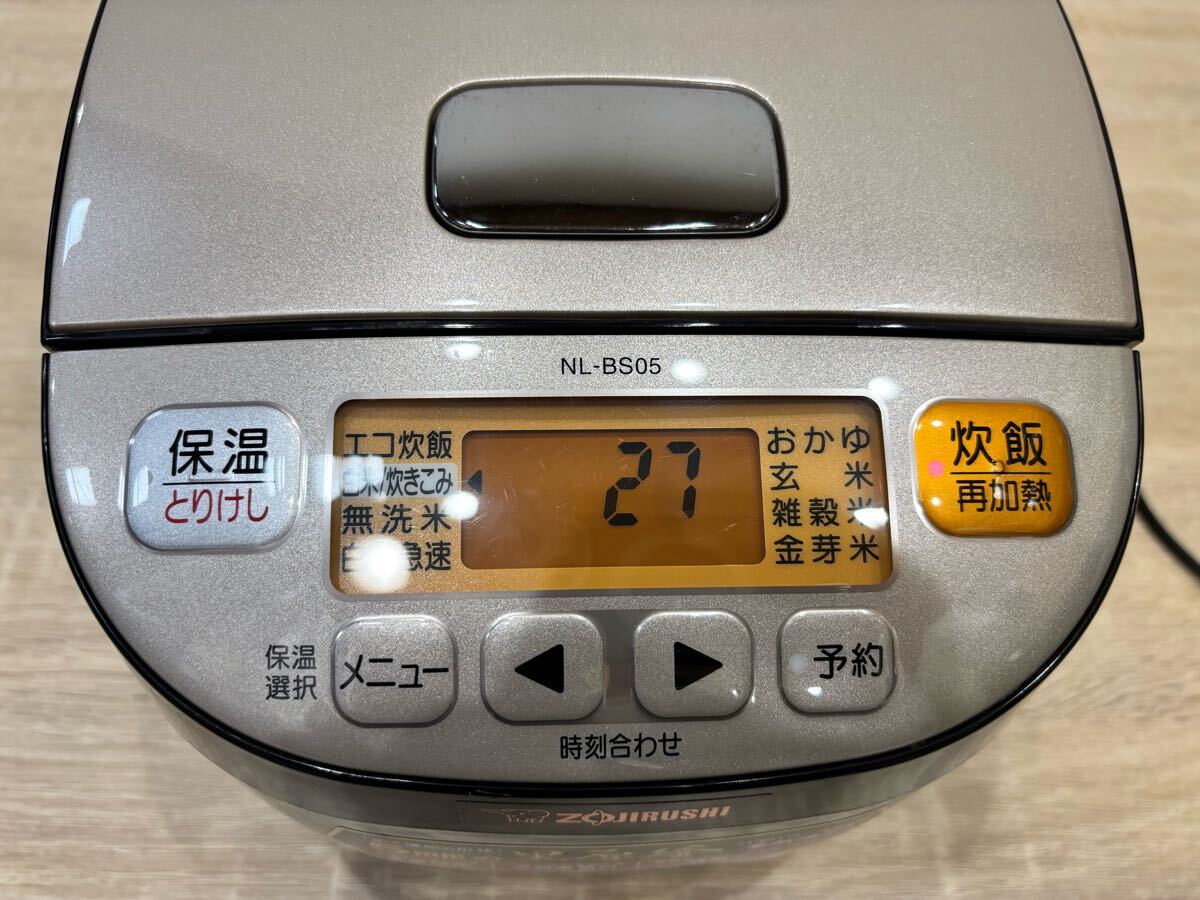 NL-BS05
保温
とりけし
エコ炊飯
白米/炊きこみ
無洗米
白米急速
27
おかゆ
玄米
雑穀米
金芽米
炊飯
再加熱
保温
選択
メニュー
予約
時刻合わせ
ZOJIRUSHI